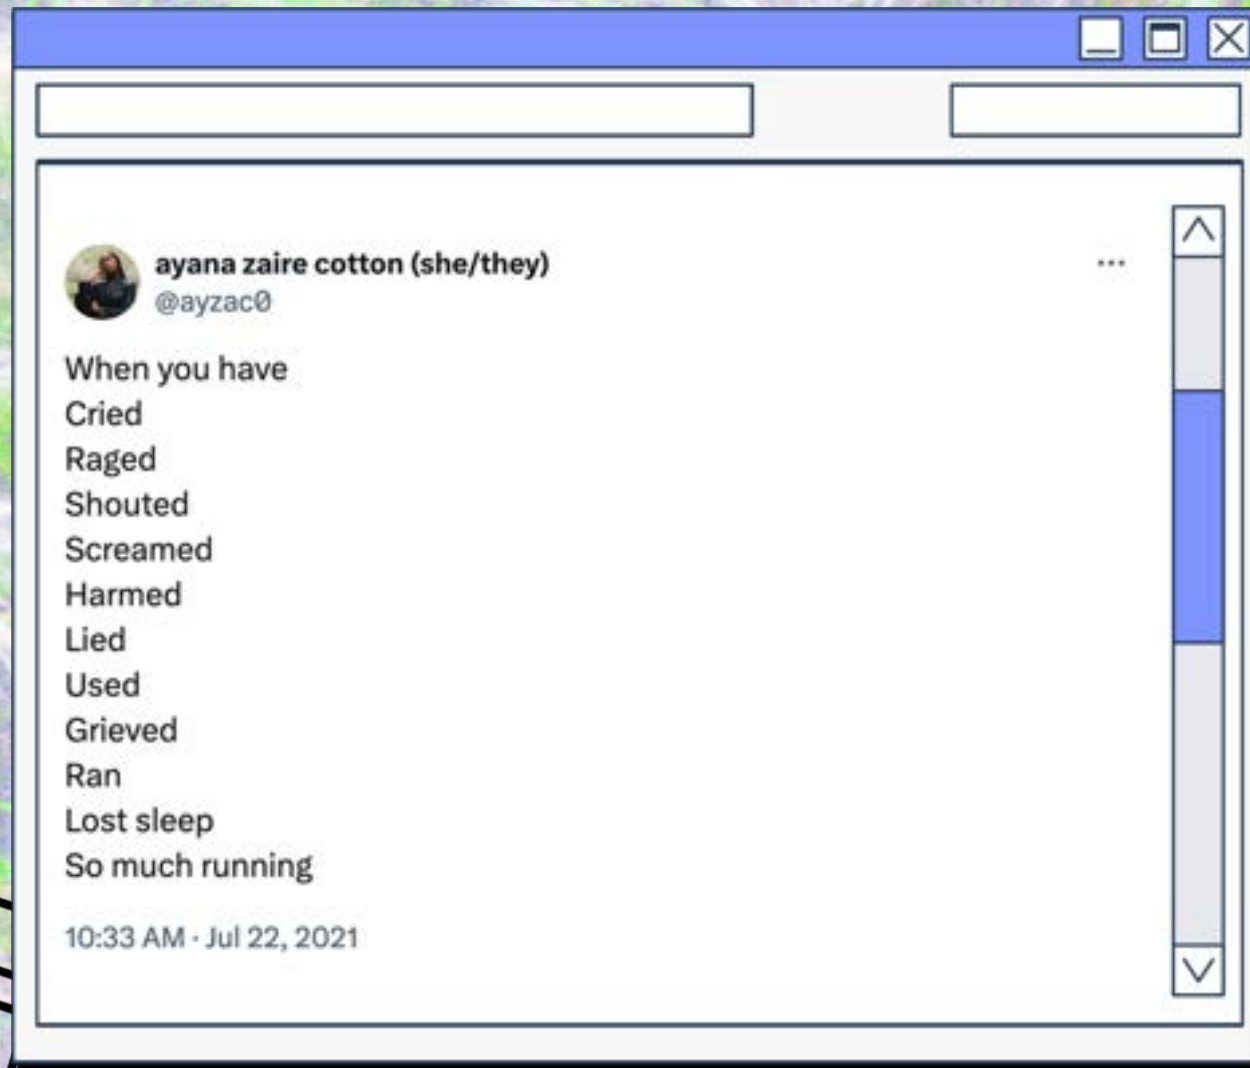 ayana zaire cotton (she/they)
@ayzac0
When you have
Cried
Raged
Shouted
Screamed
Harmed
Lied
Used
Grieved
Ran
Lost sleep
So much running
10:33 AM · Jul 22, 2021